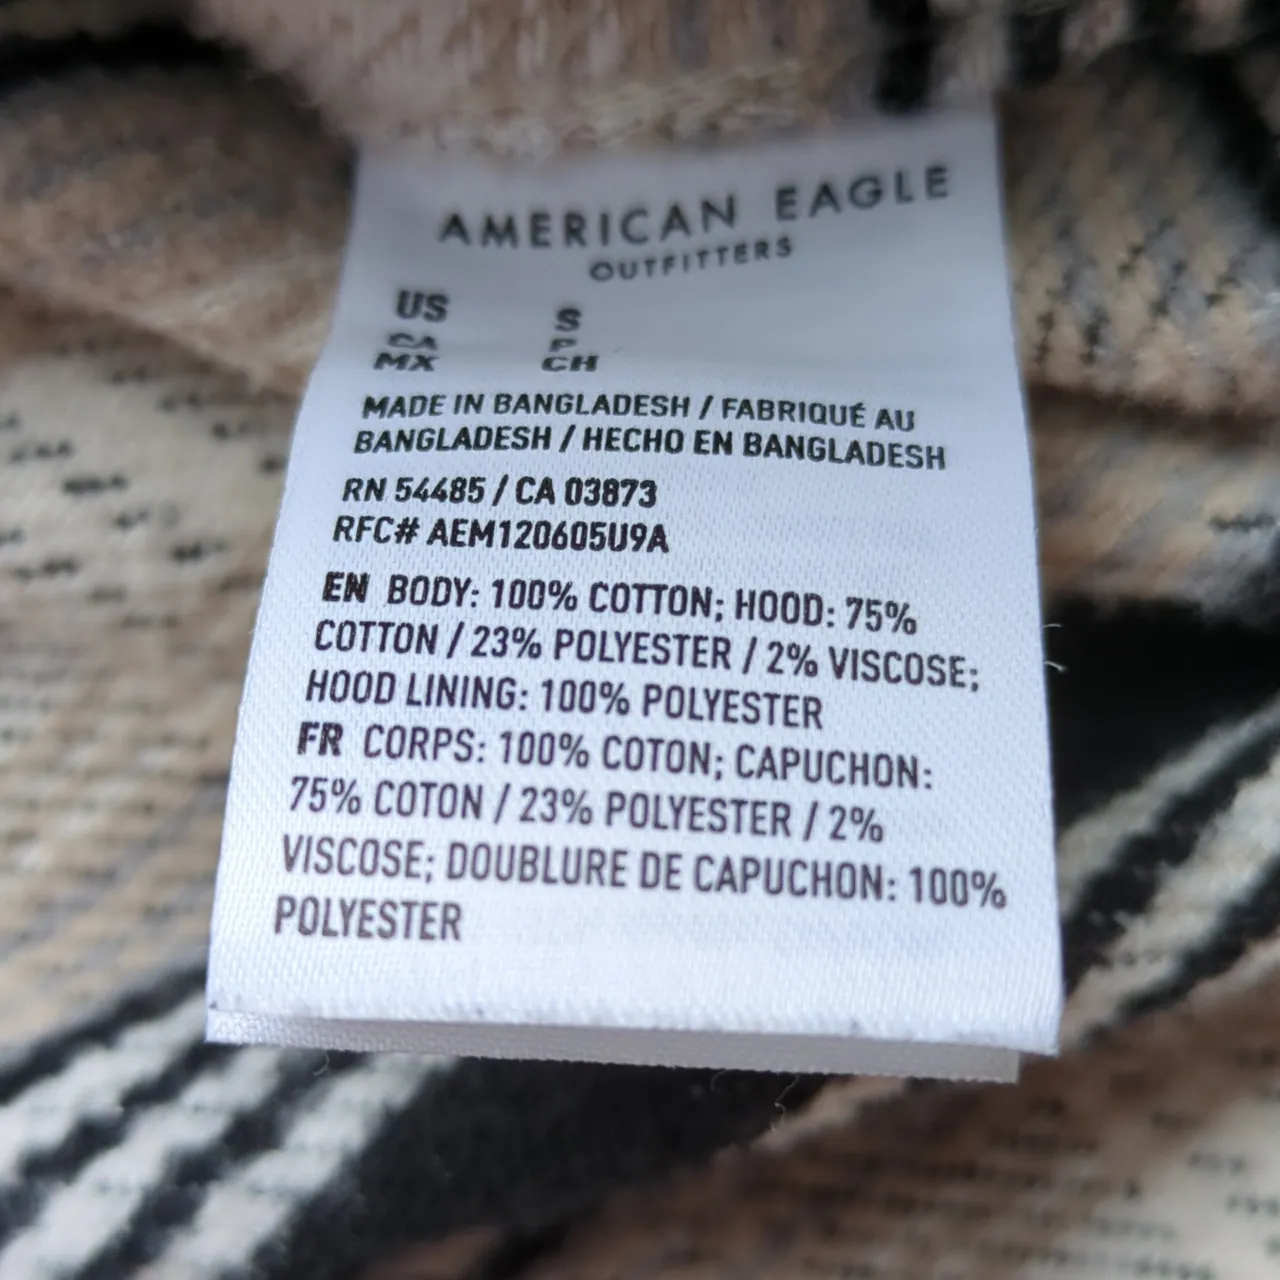 AMERICAN EAGLE
OUTFITTERS
US S
CA P
MX CH
MADE IN BANGLADESH / FABRIQUÉ AU
BANGLADESH / HECHO EN BANGLADESH
RN 54485 / CA 03873
RFC# AEM120605U9A
EN BODY: 100% COTTON; HOOD: 75%
COTTON / 23% POLYESTER / 2% VISCOSE;
HOOD LINING: 100% POLYESTER
FR CORPS: 100% COTON; CAPUCHON:
75% COTON / 23% POLYESTER / 2%
VISCOSE; DOUBLURE DE CAPUCHON: 100%
POLYESTER